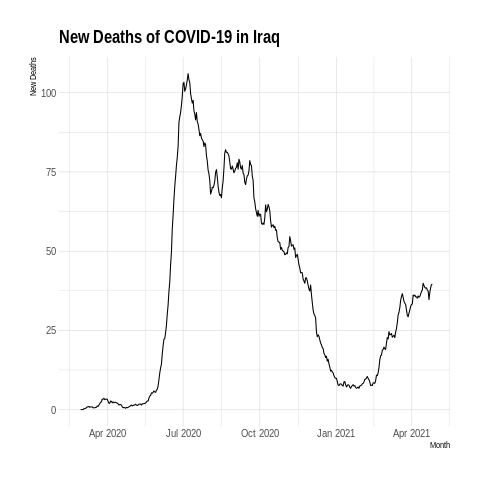 New Deaths of COVID-19 in Iraq
New Deaths
100
75
50
25
0
Apr 2020 Jul 2020 Oct 2020 Jan 2021 Apr 2021
Month